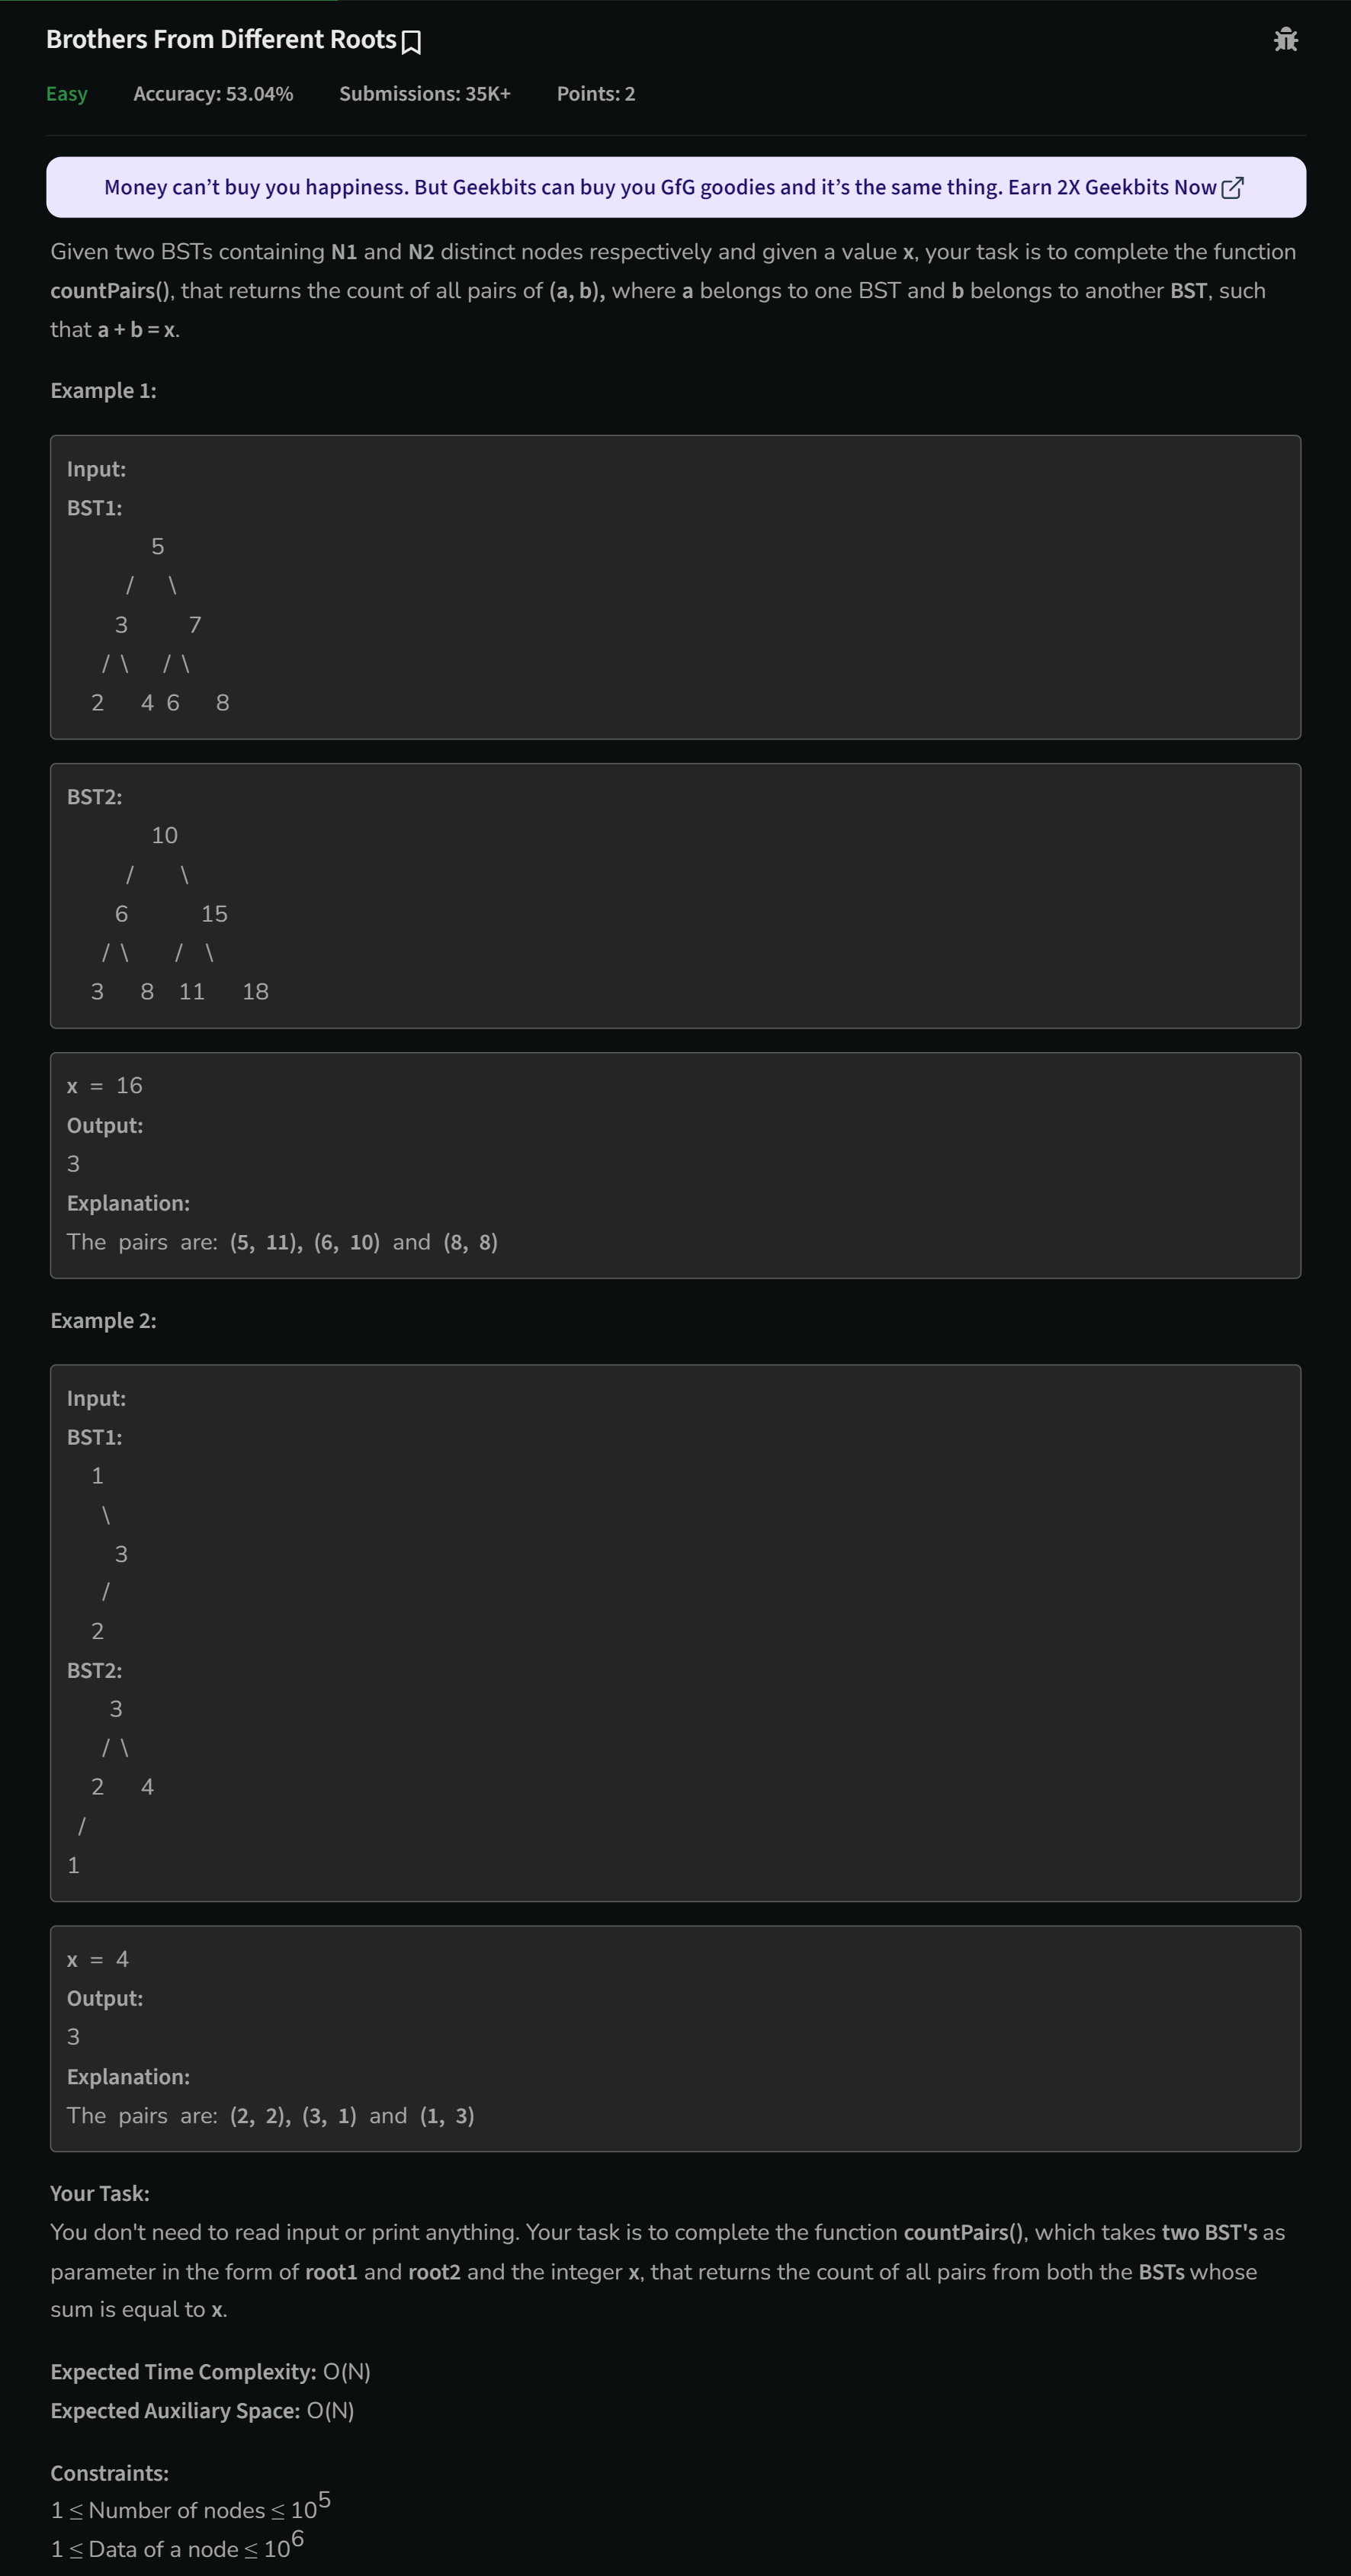 Brothers From Different Roots
Easy Accuracy: 53.04% Submissions: 35K+ Points: 2
Money can’t buy you happiness. But Geekbits can buy you GfG goodies and it’s the same thing. Earn 2X Geekbits Now
Given two BSTs containing N1 and N2 distinct nodes respectively and given a value x, your task is to complete the function
countPairs(), that returns the count of all pairs of (a, b), where a belongs to one BST and b belongs to another BST, such
that a + b = x.
Example 1:
Input:
BST1:
5
/ \
3 7
/ \ / \
2 4 6 8
BST2:
10
/ \
6 15
/ \ / \
3 8 11 18
x = 16
Output:
3
Explanation:
The pairs are: (5, 11), (6, 10) and (8, 8)
Example 2:
Input:
BST1:
1
\
3
/
2
BST2:
3
/ \
2 4
/
1
x = 4
Output:
3
Explanation:
The pairs are: (2, 2), (3, 1) and (1, 3)
Your Task:
You don't need to read input or print anything. Your task is to complete the function countPairs(), which takes two BST's as
parameter in the form of root1 and root2 and the integer x, that returns the count of all pairs from both the BSTs whose
sum is equal to x.
Expected Time Complexity: O(N)
Expected Auxiliary Space: O(N)
Constraints:
1 ≤ Number of nodes ≤ 10^5
1 ≤ Data of a node ≤ 10^6